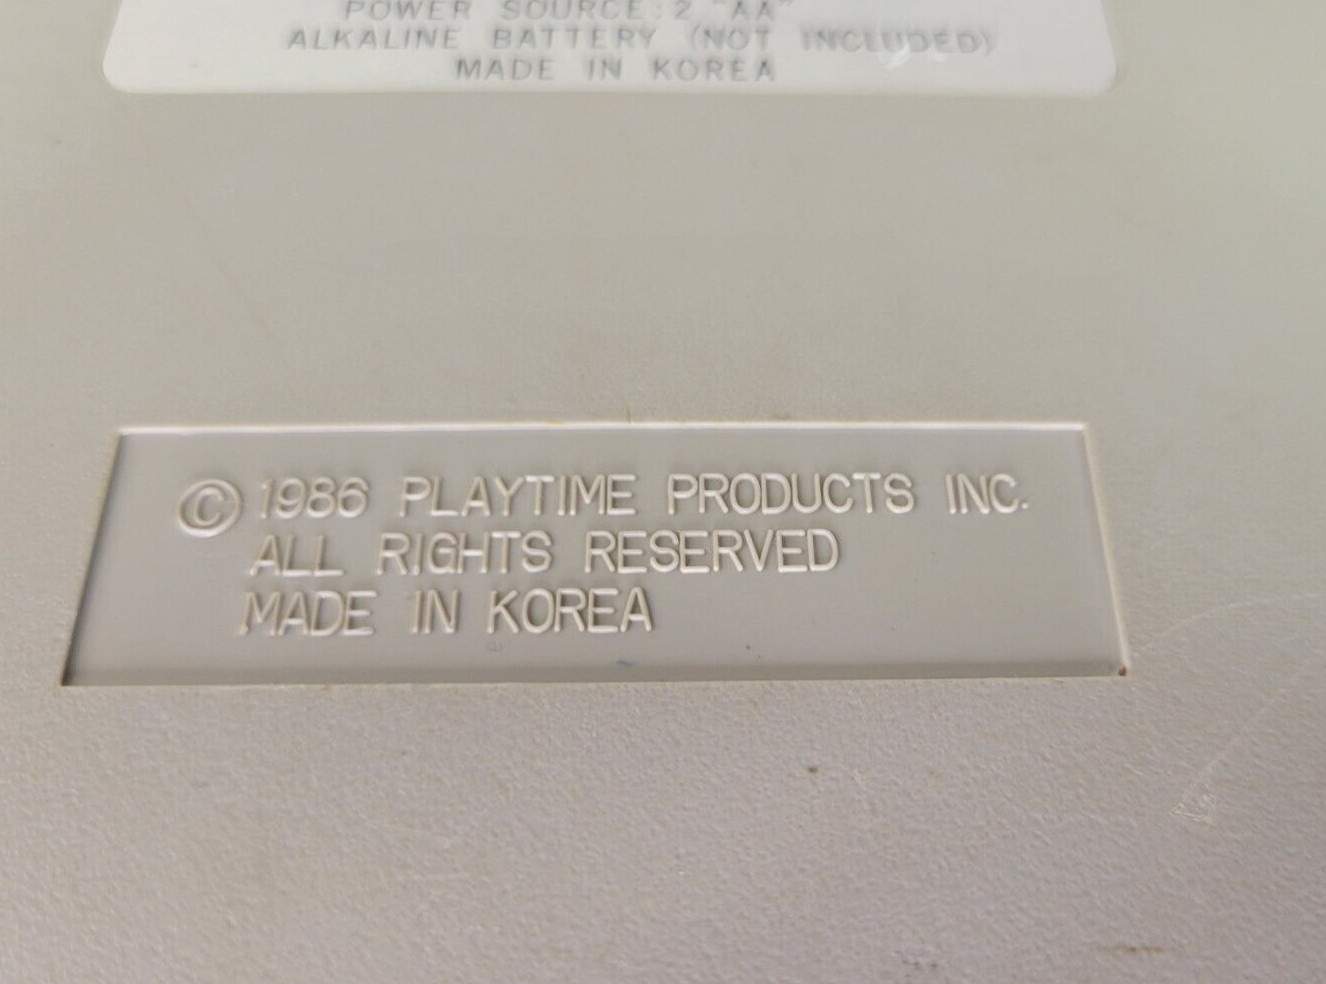 POWER SOURCE: 2 "AA"
ALKALINE BATTERY (NOT INCLUDED)
MADE IN KOREA
© 1986 PLAYTIME PRODUCTS INC.
ALL RIGHTS RESERVED
MADE IN KOREA